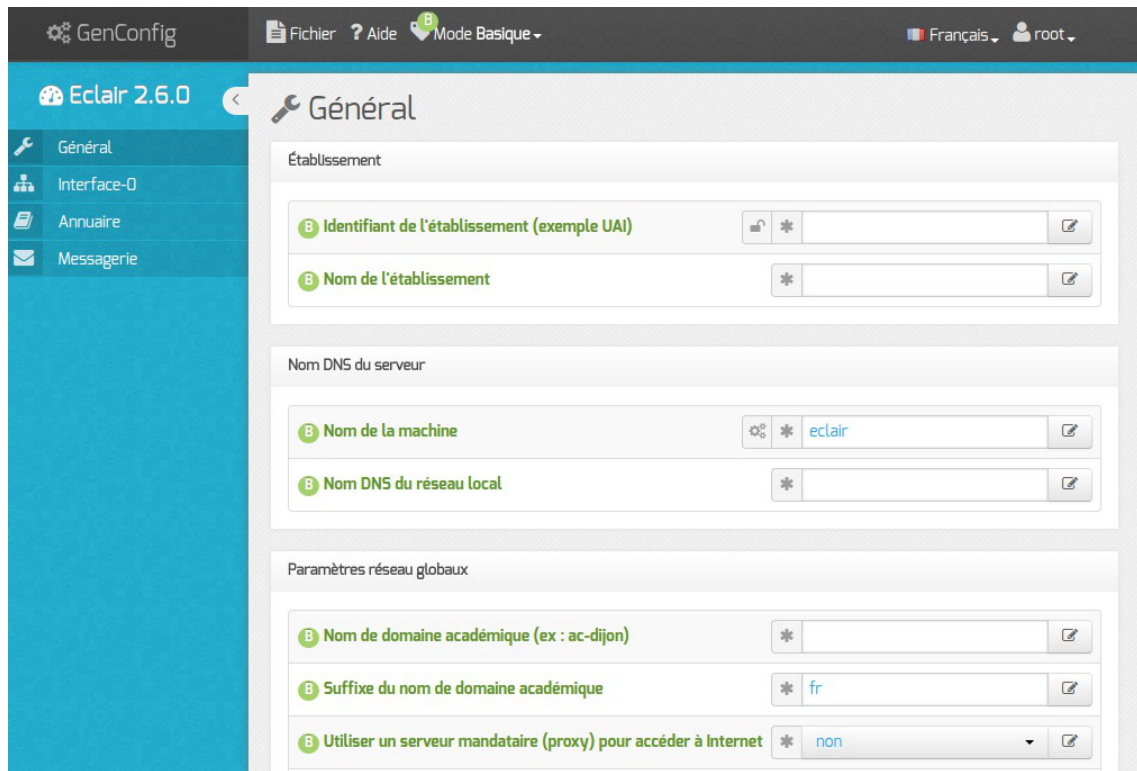 GenConfig
Fichier ? Aide B Mode Basique
Français root
Eclair 2.6.0
Général
Interface-0
Annuaire
Messagerie
Général
Établissement
B Identifiant de l'établissement (exemple UAI) *
B Nom de l'établissement *
Nom DNS du serveur
B Nom de la machine * eclair
B Nom DNS du réseau local *
Paramètres réseau globaux
B Nom de domaine académique (ex : ac-dijon) *
B Suffixe du nom de domaine académique * fr
B Utiliser un serveur mandataire (proxy) pour accéder à Internet * non